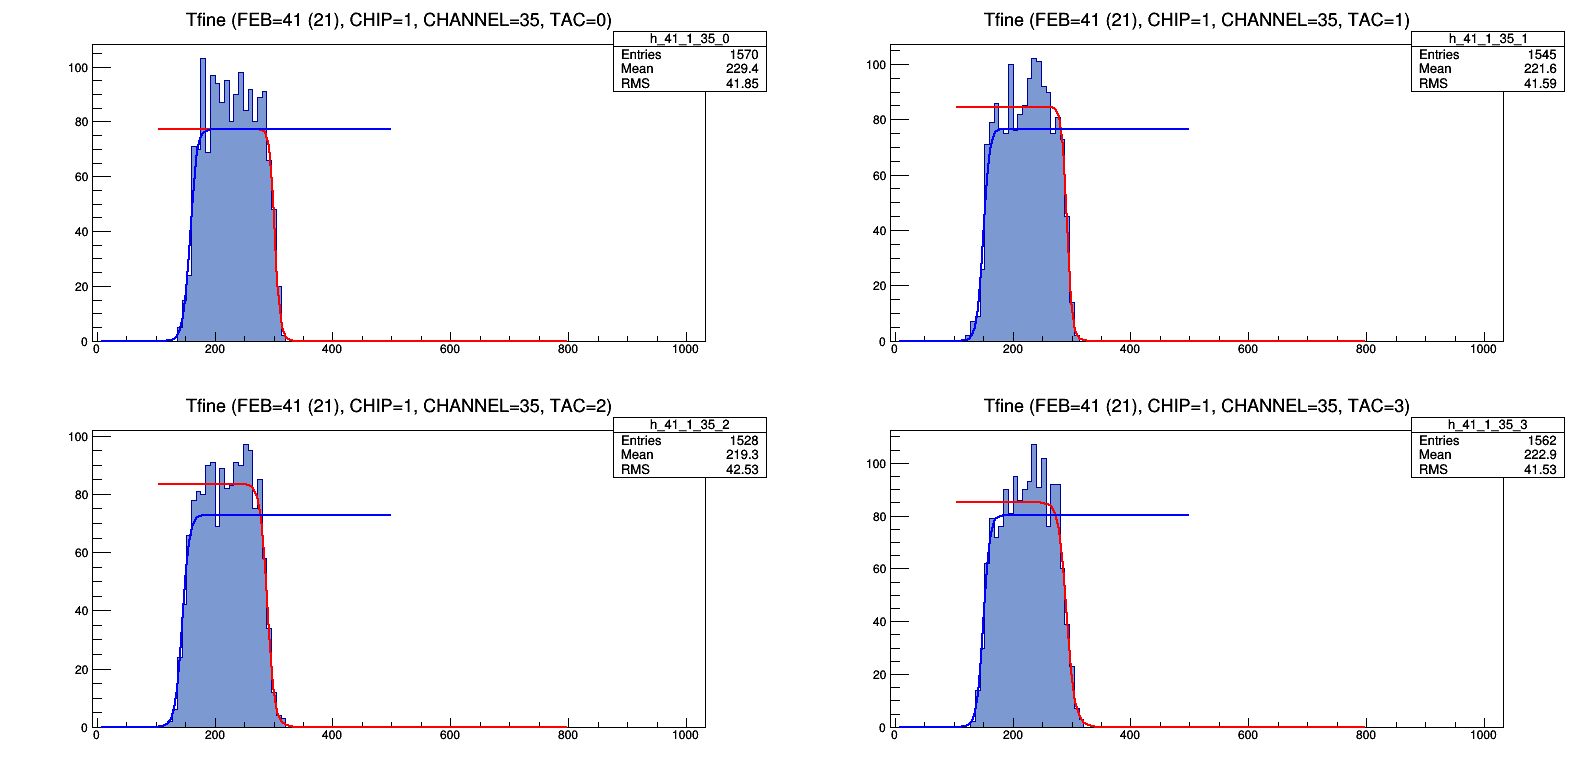 Tfine (FEB=41 (21), CHIP=1, CHANNEL=35, TAC=0)
h_41_1_35_0
Entries 1570
Mean 229.4
RMS 41.85
100
80
60
40
20
0
0 200 400 600 800 1000
Tfine (FEB=41 (21), CHIP=1, CHANNEL=35, TAC=1)
h_41_1_35_1
Entries 1545
Mean 221.6
RMS 41.59
100
80
60
40
20
0
0 200 400 600 800 1000
Tfine (FEB=41 (21), CHIP=1, CHANNEL=35, TAC=2)
h_41_1_35_2
Entries 1528
Mean 219.3
RMS 42.53
100
80
60
40
20
0
0 200 400 600 800 1000
Tfine (FEB=41 (21), CHIP=1, CHANNEL=35, TAC=3)
h_41_1_35_3
Entries 1562
Mean 222.9
RMS 41.53
100
80
60
40
20
0
0 200 400 600 800 1000